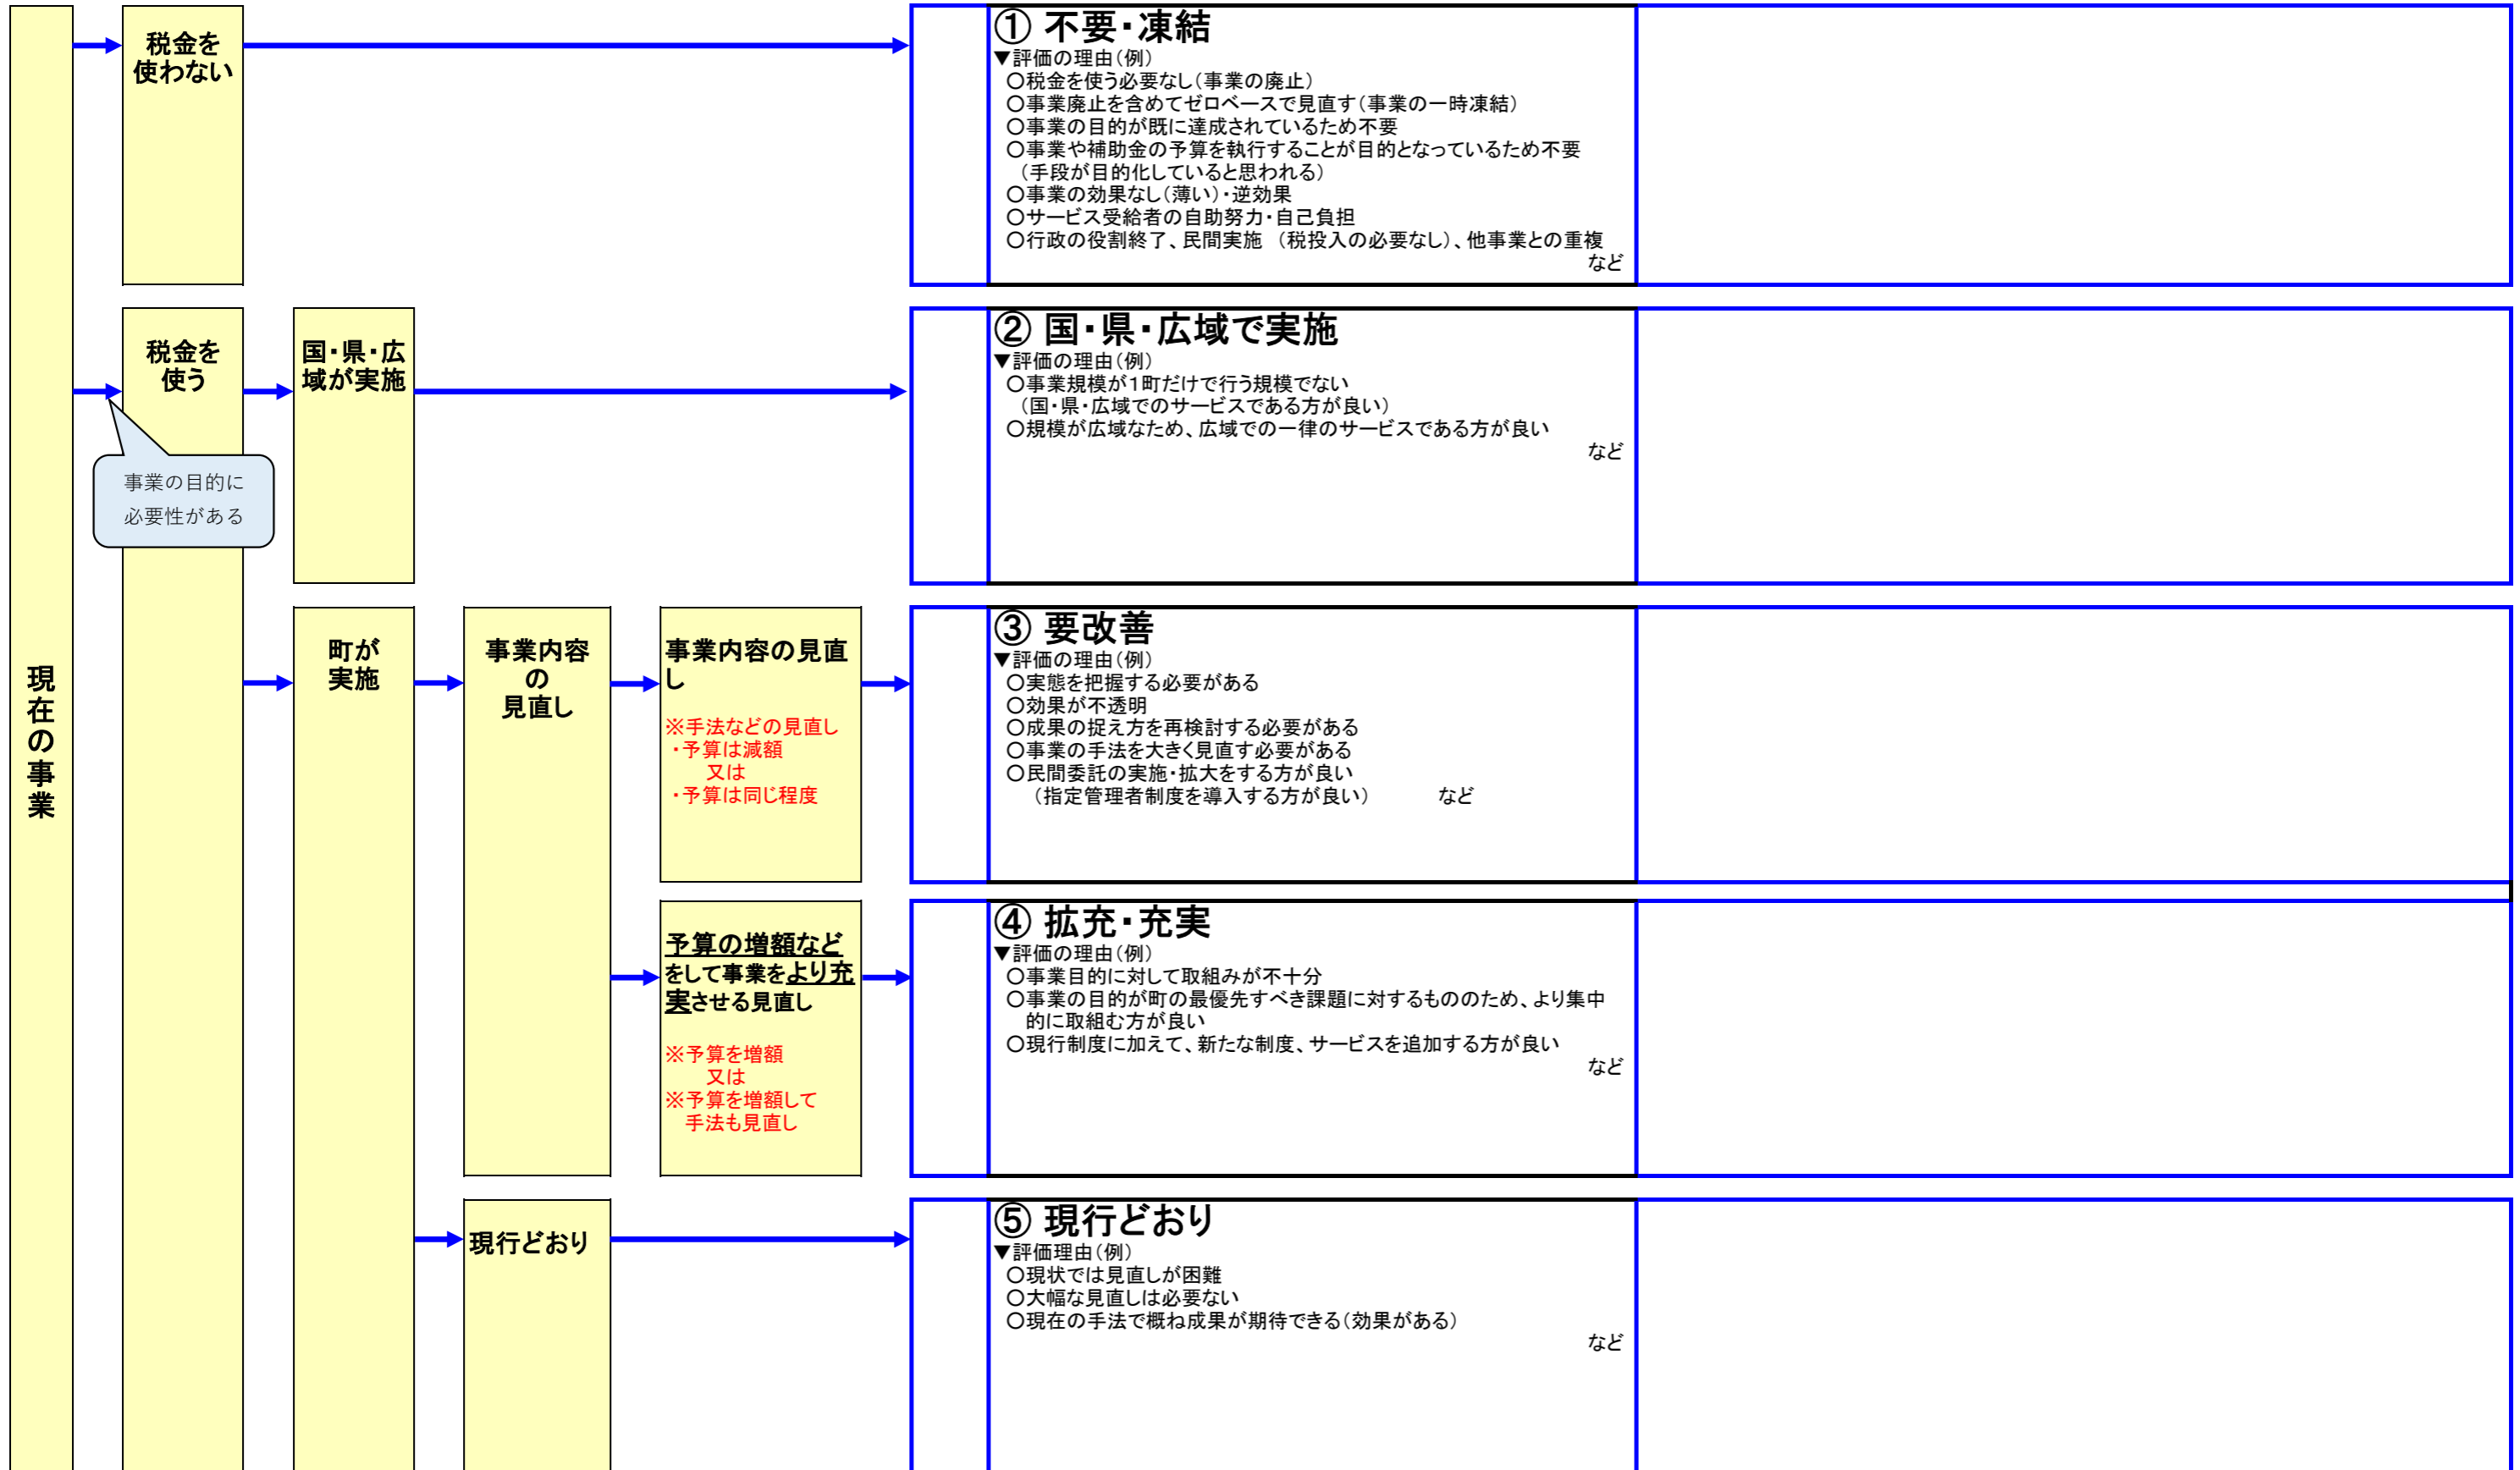 現在の事業
税金を
使わない
① 不要・凍結
▼評価の理由(例)
○税金を使う必要なし(事業の廃止)
○事業廃止を含めてゼロベースで見直す(事業の一時凍結)
○事業の目的が既に達成されているため不要
○事業や補助金の予算を執行することが目的となっているため不要
(手段が目的化していると思われる)
○事業の効果なし(薄い)・逆効果
○サービス受給者の自助努力・自己負担
○行政の役割終了、民間実施 (税投入の必要なし)、他事業との重複
など
税金を
使う
事業の目的に
必要性がある
国・県・広
域が実施
② 国・県・広域で実施
▼評価の理由(例)
○事業規模が1町だけで行う規模でない
(国・県・広域でのサービスである方が良い)
○規模が広域なため、広域での一律のサービスである方が良い
など
町が
実施
事業内容
の
見直し
事業内容の見直
し
※手法などの見直し
・予算は減額
又は
・予算は同じ程度
③ 要改善
▼評価の理由(例)
○実態を把握する必要がある
○効果が不透明
○成果の捉え方を再検討する必要がある
○事業の手法を大きく見直す必要がある
○民間委託の実施・拡大をする方が良い
(指定管理者制度を導入する方が良い) など
予算の増額など
をして事業をより充
実させる見直し
※予算を増額
又は
※予算を増額して
手法も見直し
④ 拡充・充実
▼評価の理由(例)
○事業目的に対して取組みが不十分
○事業の目的が町の最優先すべき課題に対するもののため、より集中
的に取組む方が良い
○現行制度に加えて、新たな制度、サービスを追加する方が良い
など
現行どおり
⑤ 現行どおり
▼評価理由(例)
○現状では見直しが困難
○大幅な見直しは必要ない
○現在の手法で概ね成果が期待できる(効果がある)
など